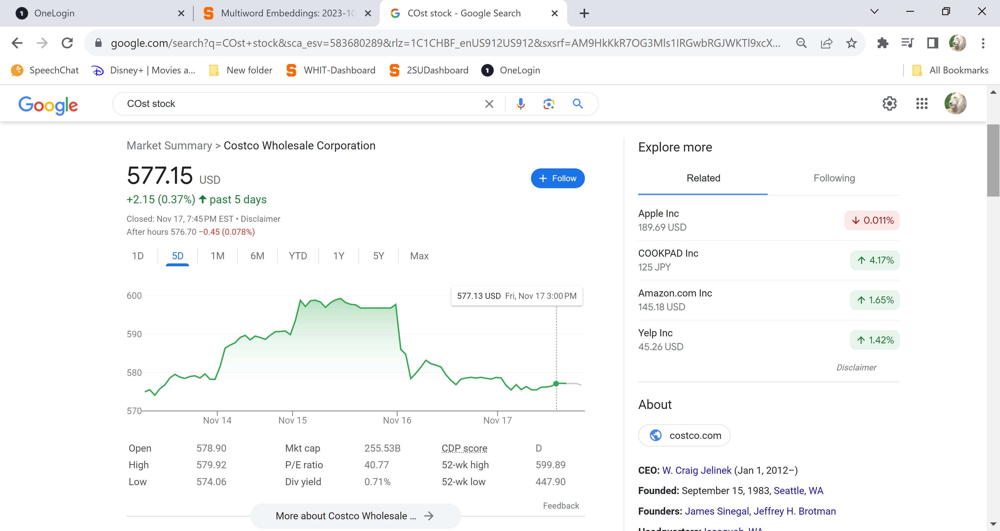 OneLogin
Multiword Embeddings: 2023-10
COst stock - Google Search
google.com/search?q=COst+stock&sca_esv=583680289&rlz=1C1CHBF_enUS912US912&sxsrf=AM9HkKkR7OG3Mls1IRGwbRGJWKTl9xcX...
SpeechChat
Disney+ | Movies a...
New folder
WHIT-Dashboard
2SUDashboard
OneLogin
All Bookmarks
Google
COst stock
Market Summary > Costco Wholesale Corporation
577.15 USD
+ Follow
+2.15 (0.37%) ↑ past 5 days
Closed: Nov 17, 7:45 PM EST • Disclaimer
After hours 576.70 −0.45 (0.078%)
1D 5D 1M 6M YTD 1Y 5Y Max
577.13 USD Fri, Nov 17 3:00 PM
600
590
580
570
Nov 14 Nov 15 Nov 16 Nov 17
Open 578.90 Mkt cap 255.53B CDP score D
High 579.92 P/E ratio 40.77 52-wk high 599.89
Low 574.06 Div yield 0.71% 52-wk low 447.90
Feedback
More about Costco Wholesale ... →
Explore more
Related Following
Apple Inc
189.69 USD
↓ 0.011%
COOKPAD Inc
125 JPY
↑ 4.17%
Amazon.com Inc
145.18 USD
↑ 1.65%
Yelp Inc
45.26 USD
↑ 1.42%
Disclaimer
About
costco.com
CEO: W. Craig Jelinek (Jan 1, 2012–)
Founded: September 15, 1983, Seattle, WA
Founders: James Sinegal, Jeffrey H. Brotman
Headquarters: Issaquah, WA